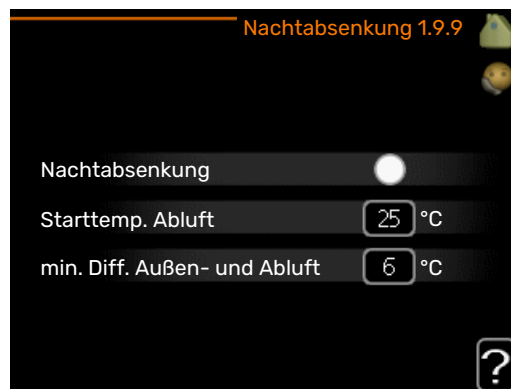 Nachtabsenkung 1.9.9
Nachtabsenkung
Starttemp. Abluft 25 °C
min. Diff. Außen- und Abluft 6 °C
?